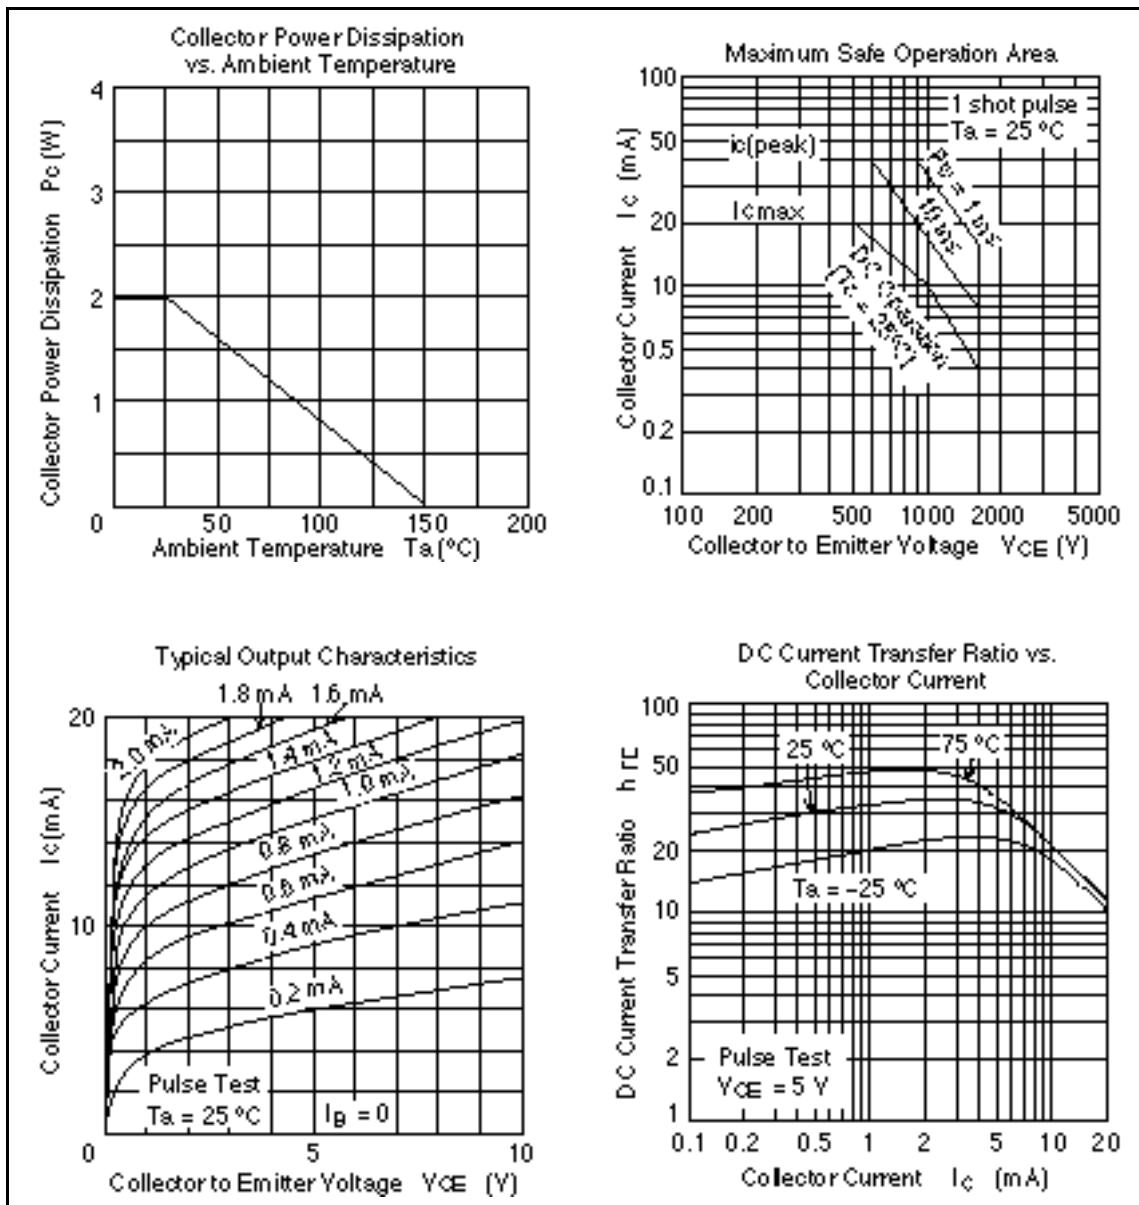 Collector Power Dissipation
vs. Ambient Temperature
4
3
2
1
0
50
100
150
200
Collector Power Dissipation Pc (W)
Ambient Temperature Ta (°C)
Maximum Safe Operation Area
100
50
20
10
0.5
0.2
0.1
100
200
500
1000
2000
5000
1 shot pulse
Ta = 25 °C
ic(peak)
Icmax
Pw = 1 ms
10 ms
DC Operation
(Tc = 25°C)
Collector Current Ic (mA)
Collector to Emitter Voltage VCE (V)
Typical Output Characteristics
1.8 mA
1.6 mA
2.0 mA
1.4 mA
1.2 mA
1.0 mA
0.8 mA
0.6 mA
0.4 mA
0.2 mA
20
10
0
5
10
Pulse Test
Ta = 25 °C
IB = 0
Collector Current Ic (mA)
Collector to Emitter Voltage VCE (V)
DC Current Transfer Ratio vs.
Collector Current
100
50
20
10
5
2
1
0.1
0.2
0.5
1
2
5
10
20
25 °C
75 °C
Ta = −25 °C
Pulse Test
VCE = 5 V
DC Current Transfer Ratio hFE
Collector Current IC (mA)